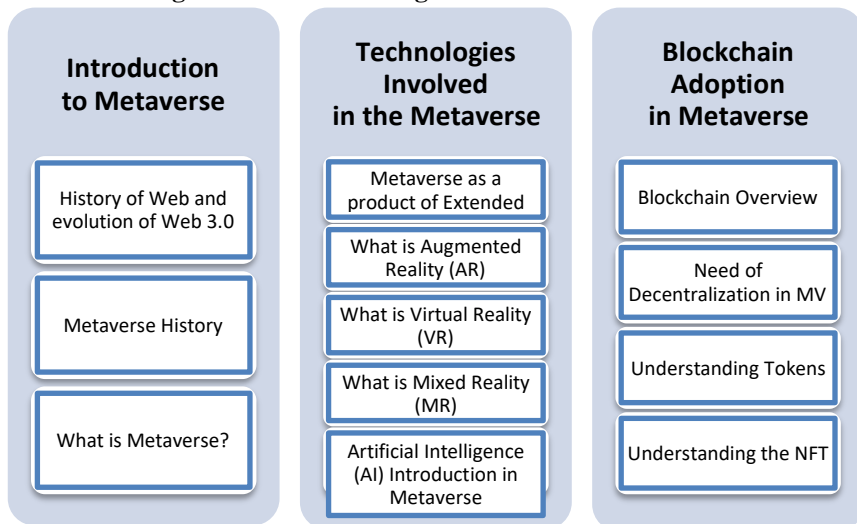 Introduction
to Metaverse
History of Web and
evolution of Web 3.0
Metaverse History
What is Metaverse?
Technologies
Involved
in the Metaverse
Metaverse as a
product of Extended
What is Augmented
Reality (AR)
What is Virtual Reality
(VR)
What is Mixed Reality
(MR)
Artificial Intelligence
(AI) Introduction in
Metaverse
Blockchain
Adoption
in Metaverse
Blockchain Overview
Need of
Decentralization in MV
Understanding Tokens
Understanding the NFT